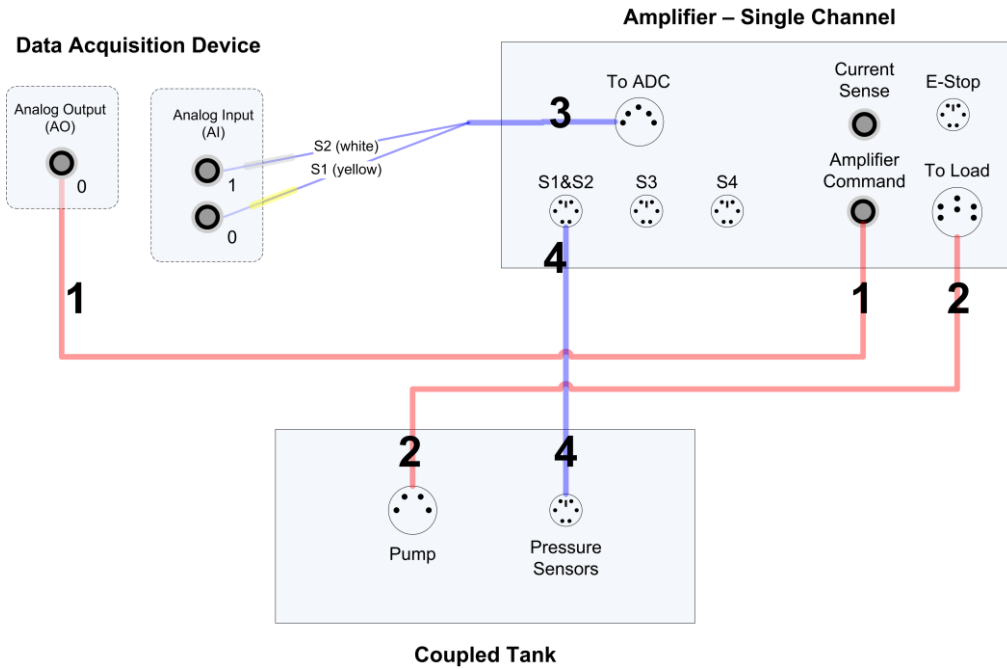 Amplifier – Single Channel
Data Acquisition Device
Analog Output
(AO)
0
Analog Input
(AI)
1
0
S2 (white)
S1 (yellow)
3
To ADC
Current
Sense
E-Stop
S1&S2
S3
S4
Amplifier
Command
To Load
4
1
1
2
2
4
Pump
Pressure
Sensors
Coupled Tank